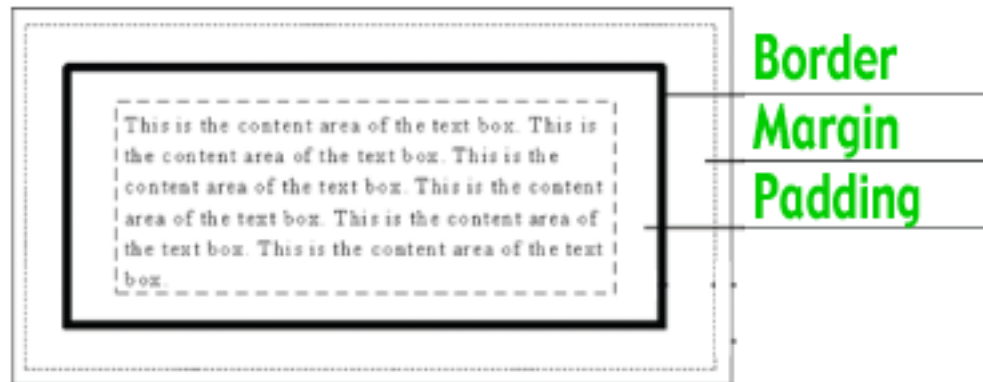 Border
Margin
Padding
This is the content area of the text box. This is
the content area of the text box. This is the
content area of the text box. This is the content
area of the text box. This is the content area of
the text box. This is the content area of the text
box.